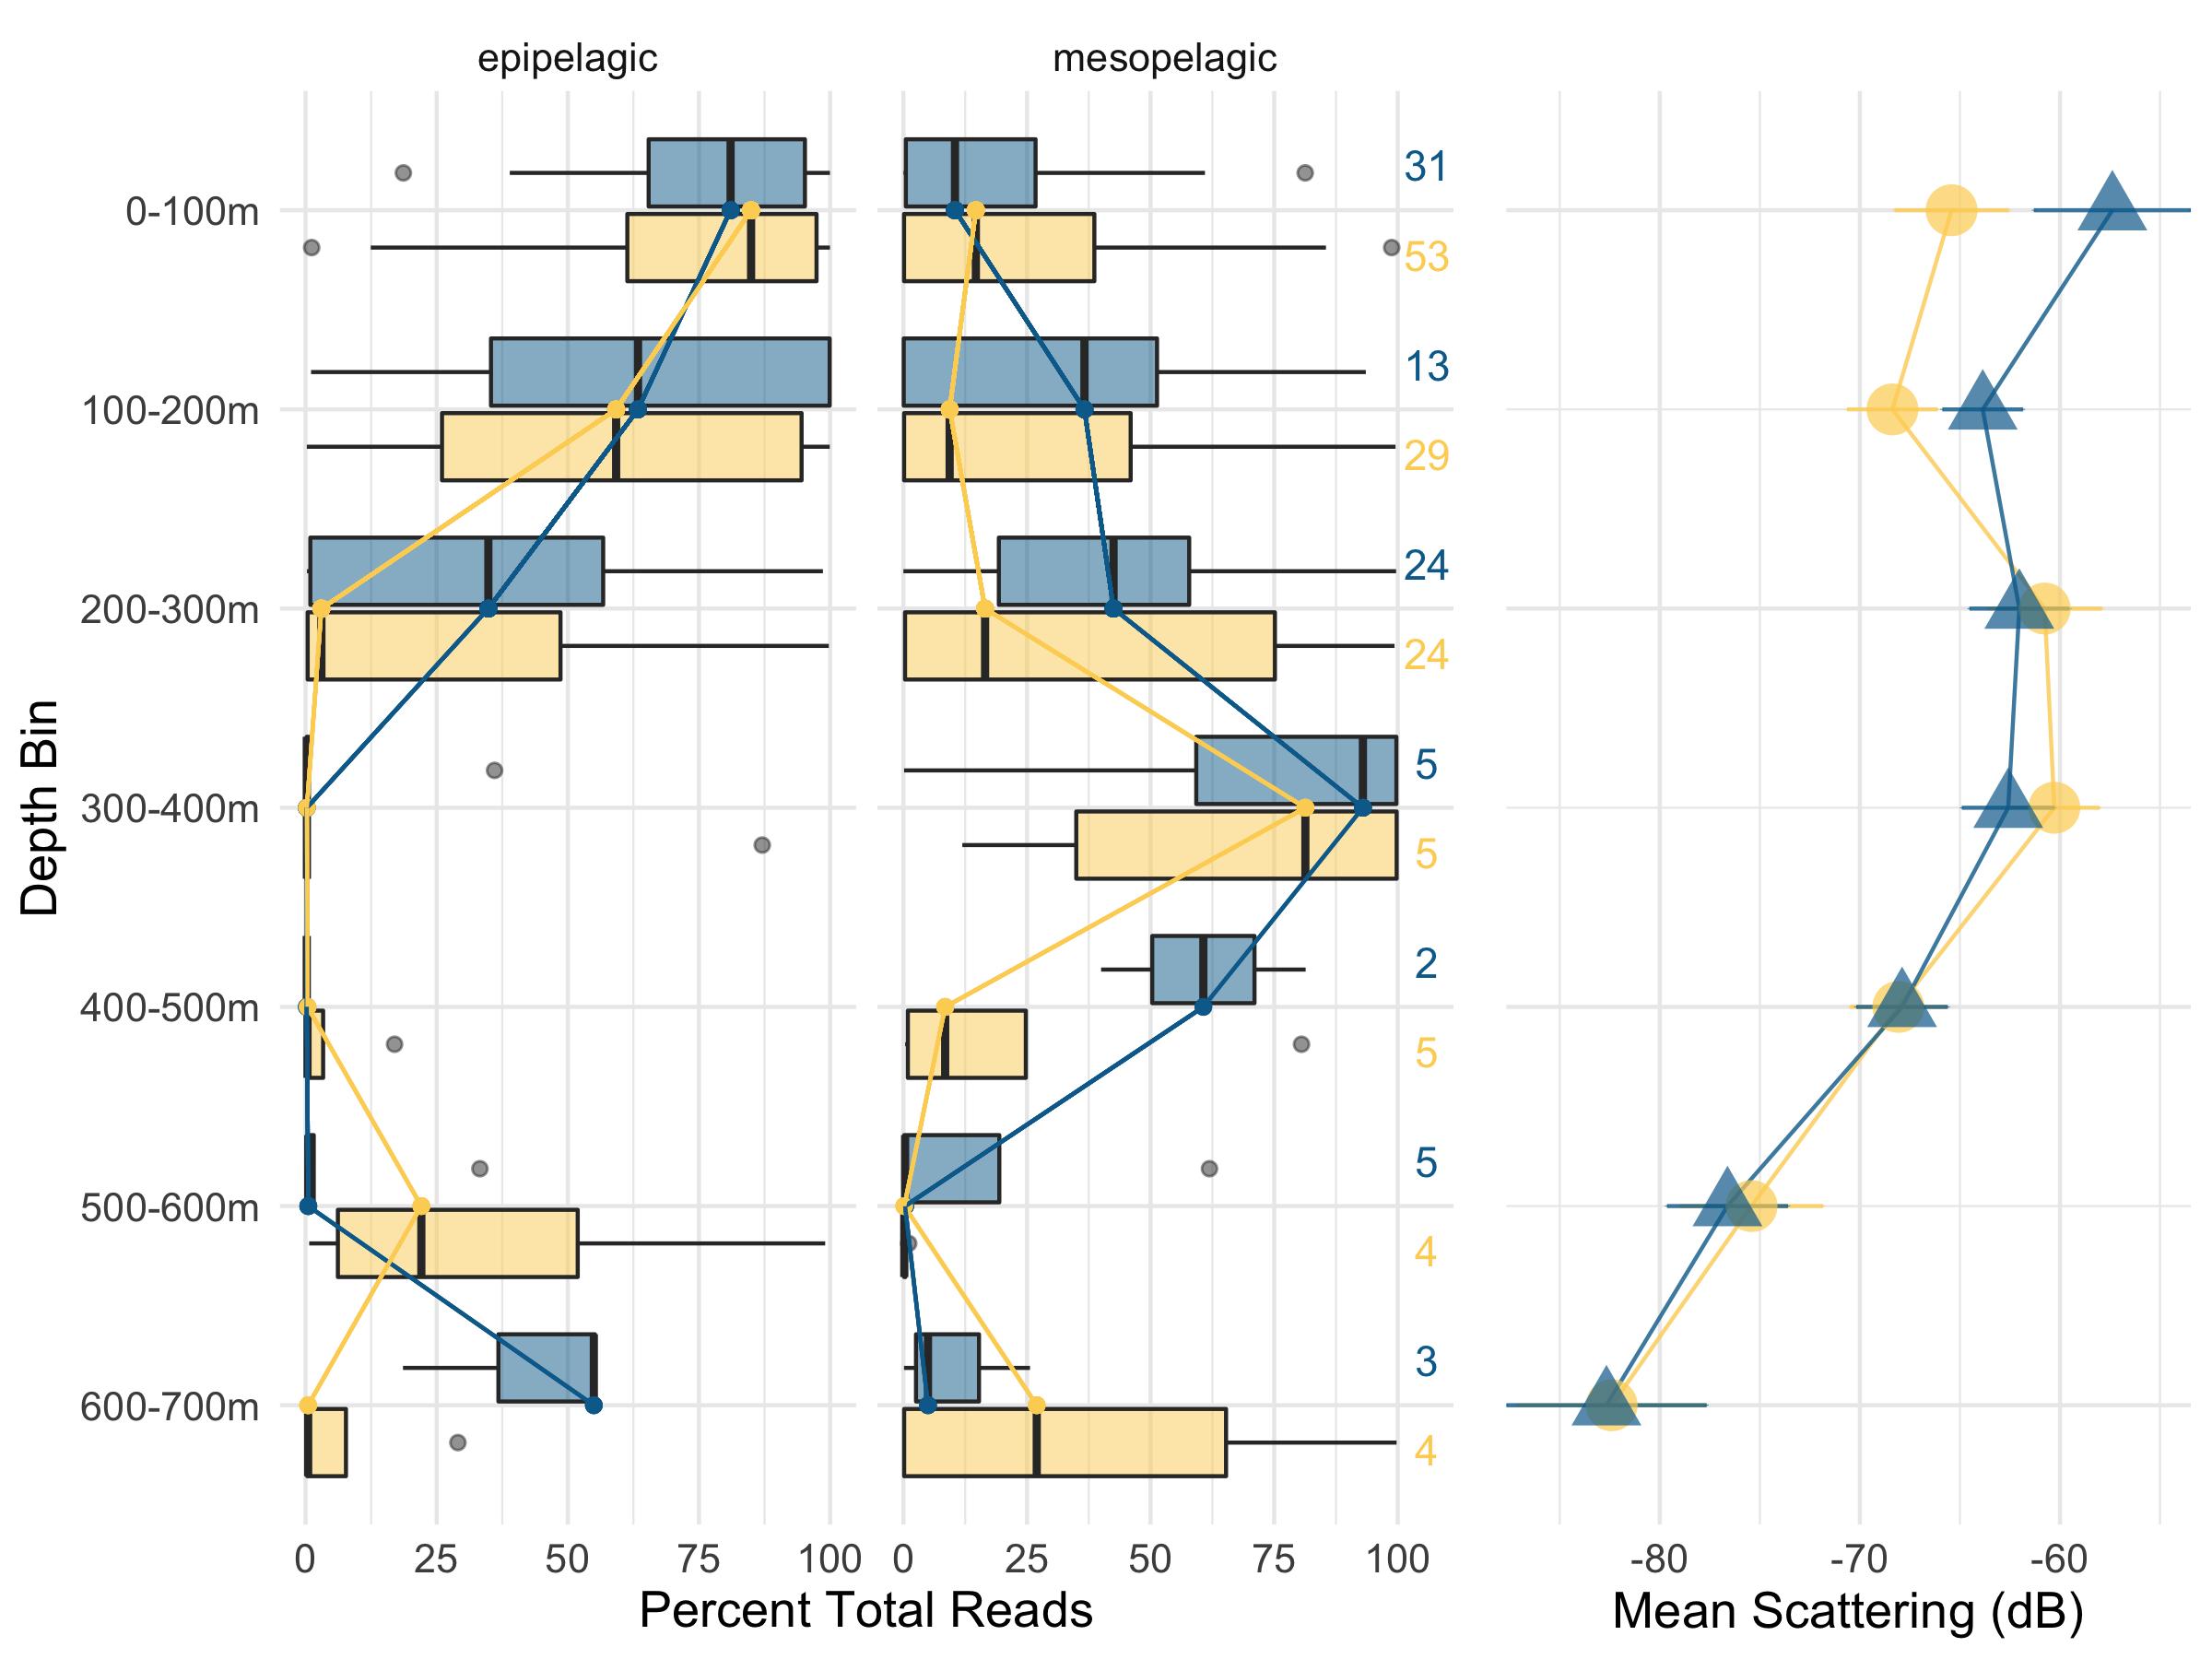 epipelagic mesopelagic
31
0-100m
53
13
100-200m
29
24
200-300m
24
5
300-400m
5
2
400-500m
5
5
500-600m
4
3
600-700m
4
Depth Bin
0 25 50 75 100 0 25 50 75 100 -80 -70 -60
Percent Total Reads Mean Scattering (dB)